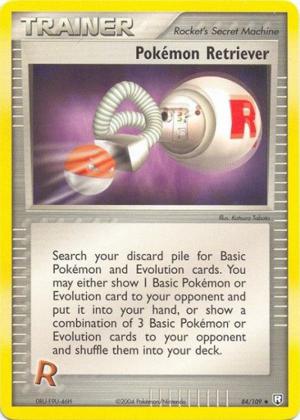 TRAINER
Rocket's Secret Machine
Pokémon Retriever
R
Illus. Katsura Tabata
Search your discard pile for Basic
Pokémon and Evolution cards. You
may either show 1 Basic Pokémon or
Evolution card to your opponent and
put it into your hand, or show a
combination of 3 Basic Pokémon or
Evolution cards to your opponent
and shuffle them into your deck.
R
©2004 Pokémon/Nintendo
84/109
R